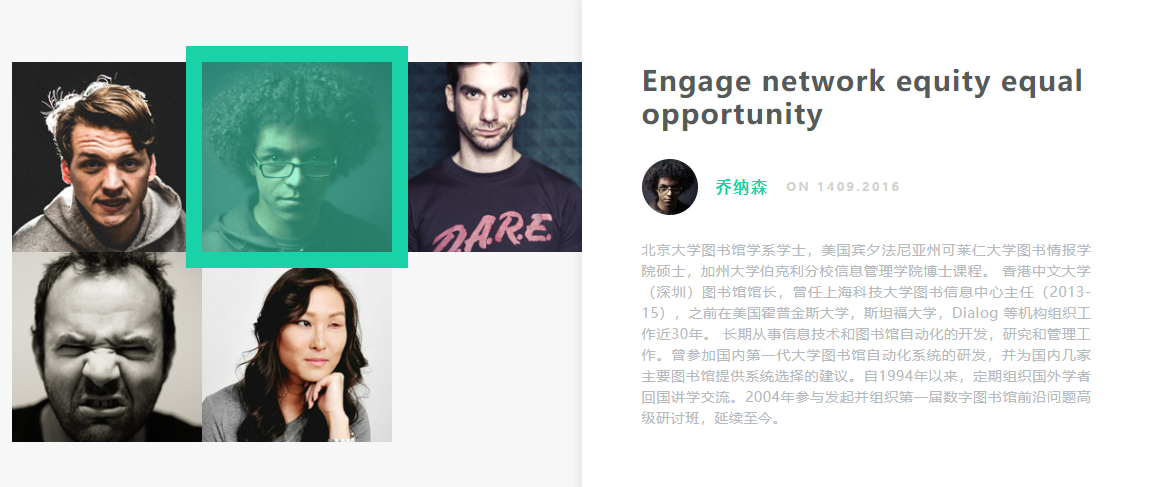 D.A.R.E.
Engage network equity equal
opportunity
乔纳森 ON 1409.2016
北京大学图书馆学系学士，美国宾夕法尼亚州可莱仁大学图书情报学
院硕士，加州大学伯克利分校信息管理学院博士课程。 香港中文大学
（深圳）图书馆馆长，曾任上海科技大学图书信息中心主任（2013-
15），之前在美国霍普金斯大学，斯坦福大学，Dialog 等机构组织工
作近30年。 长期从事信息技术和图书馆自动化的开发，研究和管理工
作。曾参加国内第一代大学图书馆自动化系统的研发，并为国内几家
主要图书馆提供系统选择的建议。自1994年以来，定期组织国外学者
回国讲学交流。2004年参与发起并组织第一届数字图书馆前沿问题高
级研讨班，延续至今。